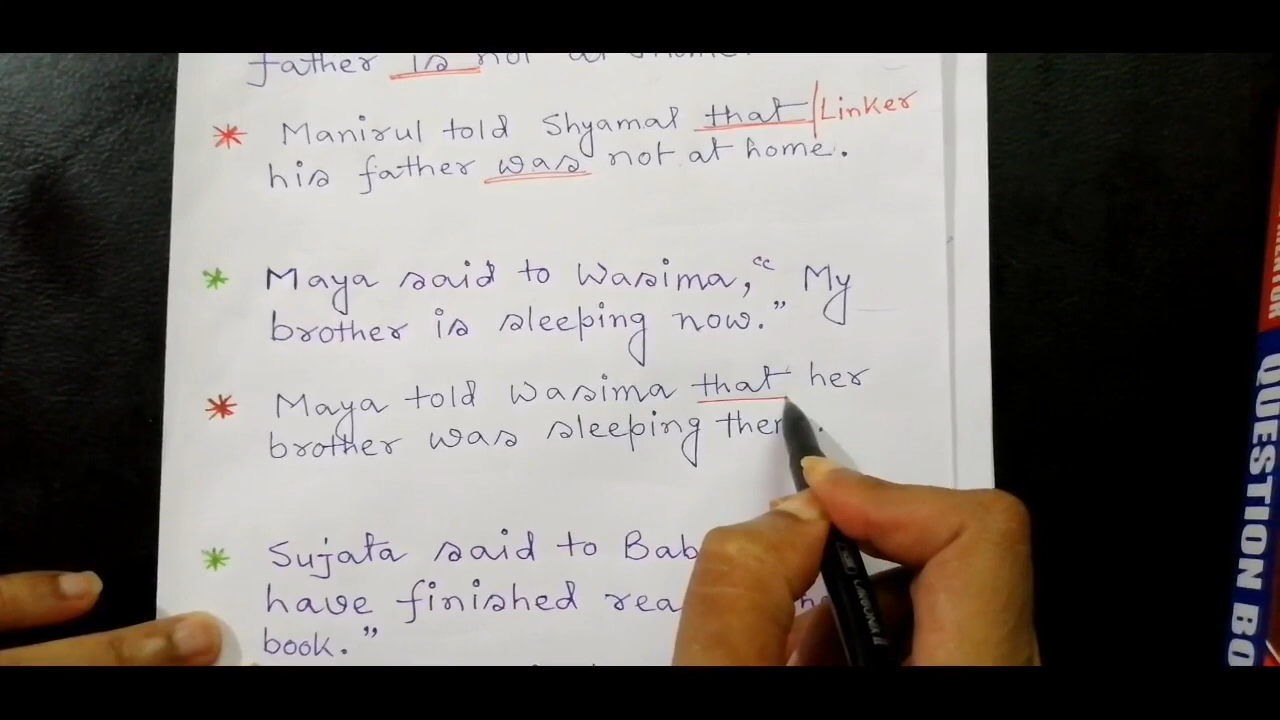 father is not at home."
* Manirul told Shyamal that | Linker
his father was not at home.
* Maya said to Wasima, “ My
brother is sleeping now.”
* Maya told Wasima that her
brother was sleeping
* Sujata said to
have finished
book.”
QUESTION BO